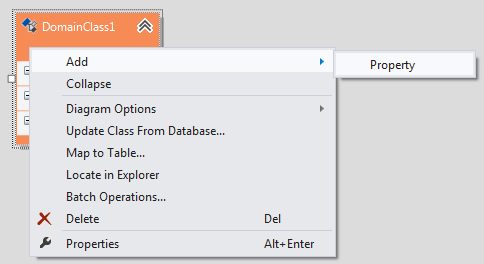 DomainClass1
Add
Property
Collapse
Diagram Options
Update Class From Database...
Map to Table...
Locate in Explorer
Batch Operations...
Delete Del
Properties Alt+Enter